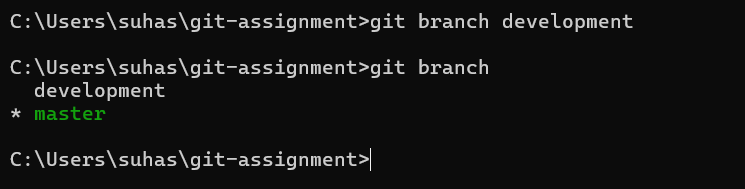 C:\Users\suhas\git-assignment>git branch development
C:\Users\suhas\git-assignment>git branch
  development
* master
C:\Users\suhas\git-assignment>